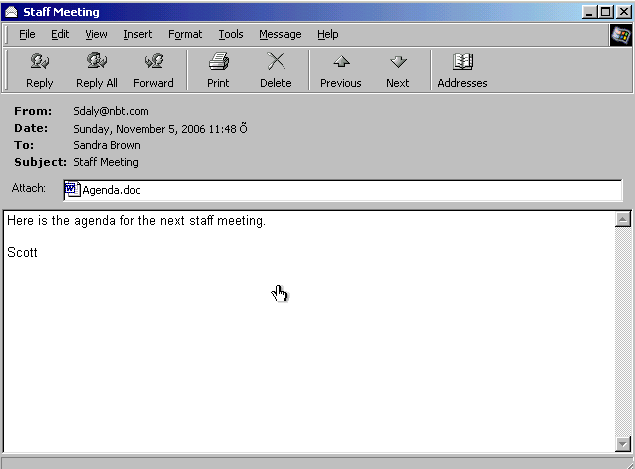 Staff Meeting
File Edit View Insert Format Tools Message Help
Reply Reply All Forward Print Delete Previous Next Addresses
From: Sdaly@nbt.com
Date: Sunday, November 5, 2006 11:48 Õ
To: Sandra Brown
Subject: Staff Meeting
Attach: Agenda.doc
Here is the agenda for the next staff meeting.
Scott